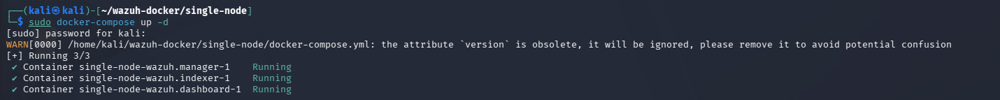 ┌──(kali㉿kali)-[~/wazuh-docker/single-node]
└─$ sudo docker-compose up -d
[sudo] password for kali:
WARN[0000] /home/kali/wazuh-docker/single-node/docker-compose.yml: the attribute `version` is obsolete, it will be ignored, please remove it to avoid potential confusion
[+] Running 3/3
✔ Container single-node-wazuh.manager-1    Running
✔ Container single-node-wazuh.indexer-1    Running
✔ Container single-node-wazuh.dashboard-1  Running